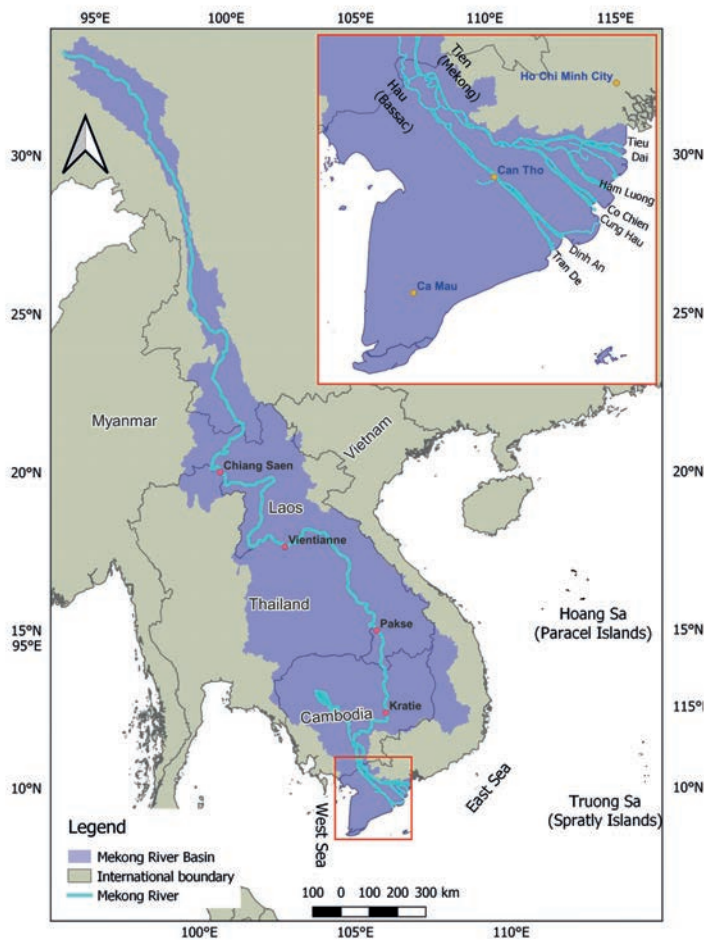 95°E 100°E 105°E 110°E 115°E
30°N
25°N
20°N
15°N
95°E
10°N
30°N
25°N
20°N
15°N
115°E
10°N
Tien
(Mekong)
Hau
(Bassac)
Ho Chi Minh City
Tieu
Dai
Can Tho
Ham Luong
Co Chien
Cung Hau
Dinh An
Tran De
Ca Mau
Myanmar
Vietnam
Chiang Saen
Laos
Vientianne
Thailand
Hoang Sa
(Paracel Islands)
Pakse
Kratie
Cambodia
East Sea
West Sea
Truong Sa
(Spratly Islands)
Legend
Mekong River Basin
International boundary
Mekong River
100 0 100 200 300 km
100°E 105°E 110°E